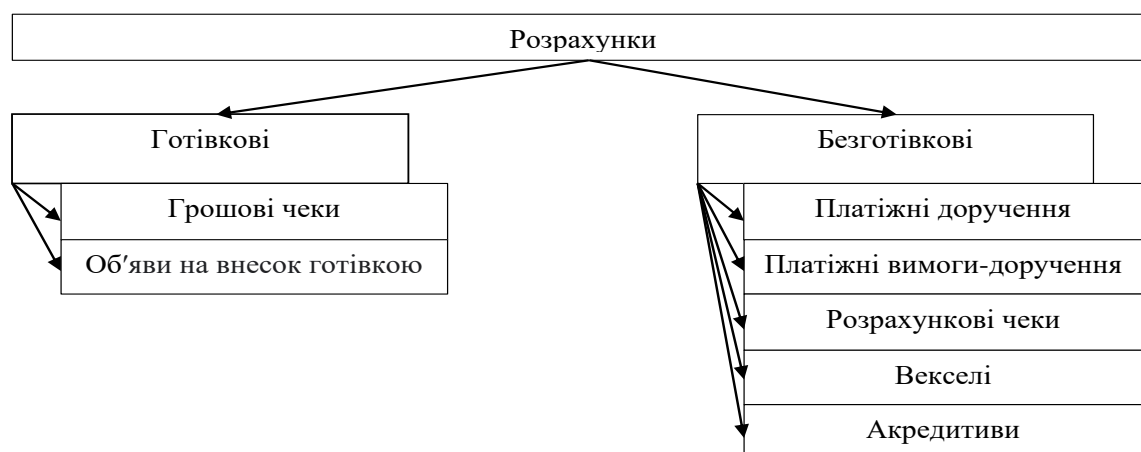 Розрахунки
Готівкові
Безготівкові
Грошові чеки
Об′яви на внесок готівкою
Платіжні доручення
Платіжні вимоги-доручення
Розрахункові чеки
Векселі
Акредитиви